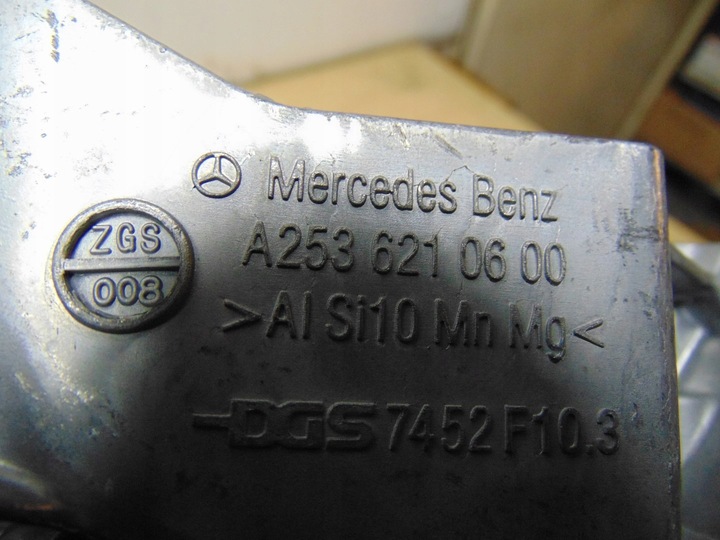 Mercedes Benz
ZGS
008
A253 621 06 00
>Al Si10 Mn Mg<
DGS 7452 F10.3